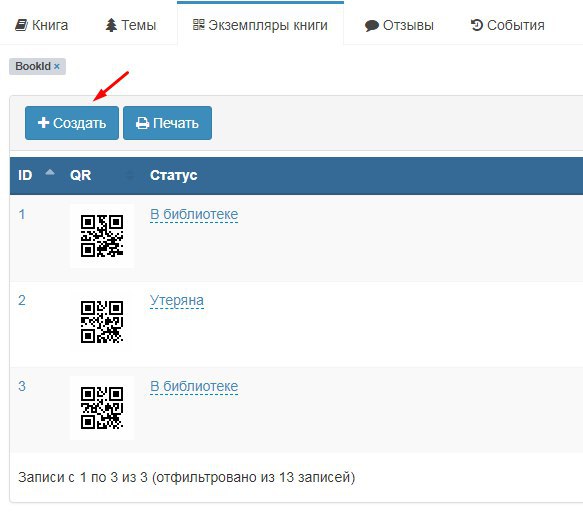 Книга Темы Экземпляры книги Отзывы События
BookId ×
Создать Печать
ID QR Статус
1 В библиотеке
2 Утеряна
3 В библиотеке
Записи с 1 по 3 из 3 (отфильтровано из 13 записей)